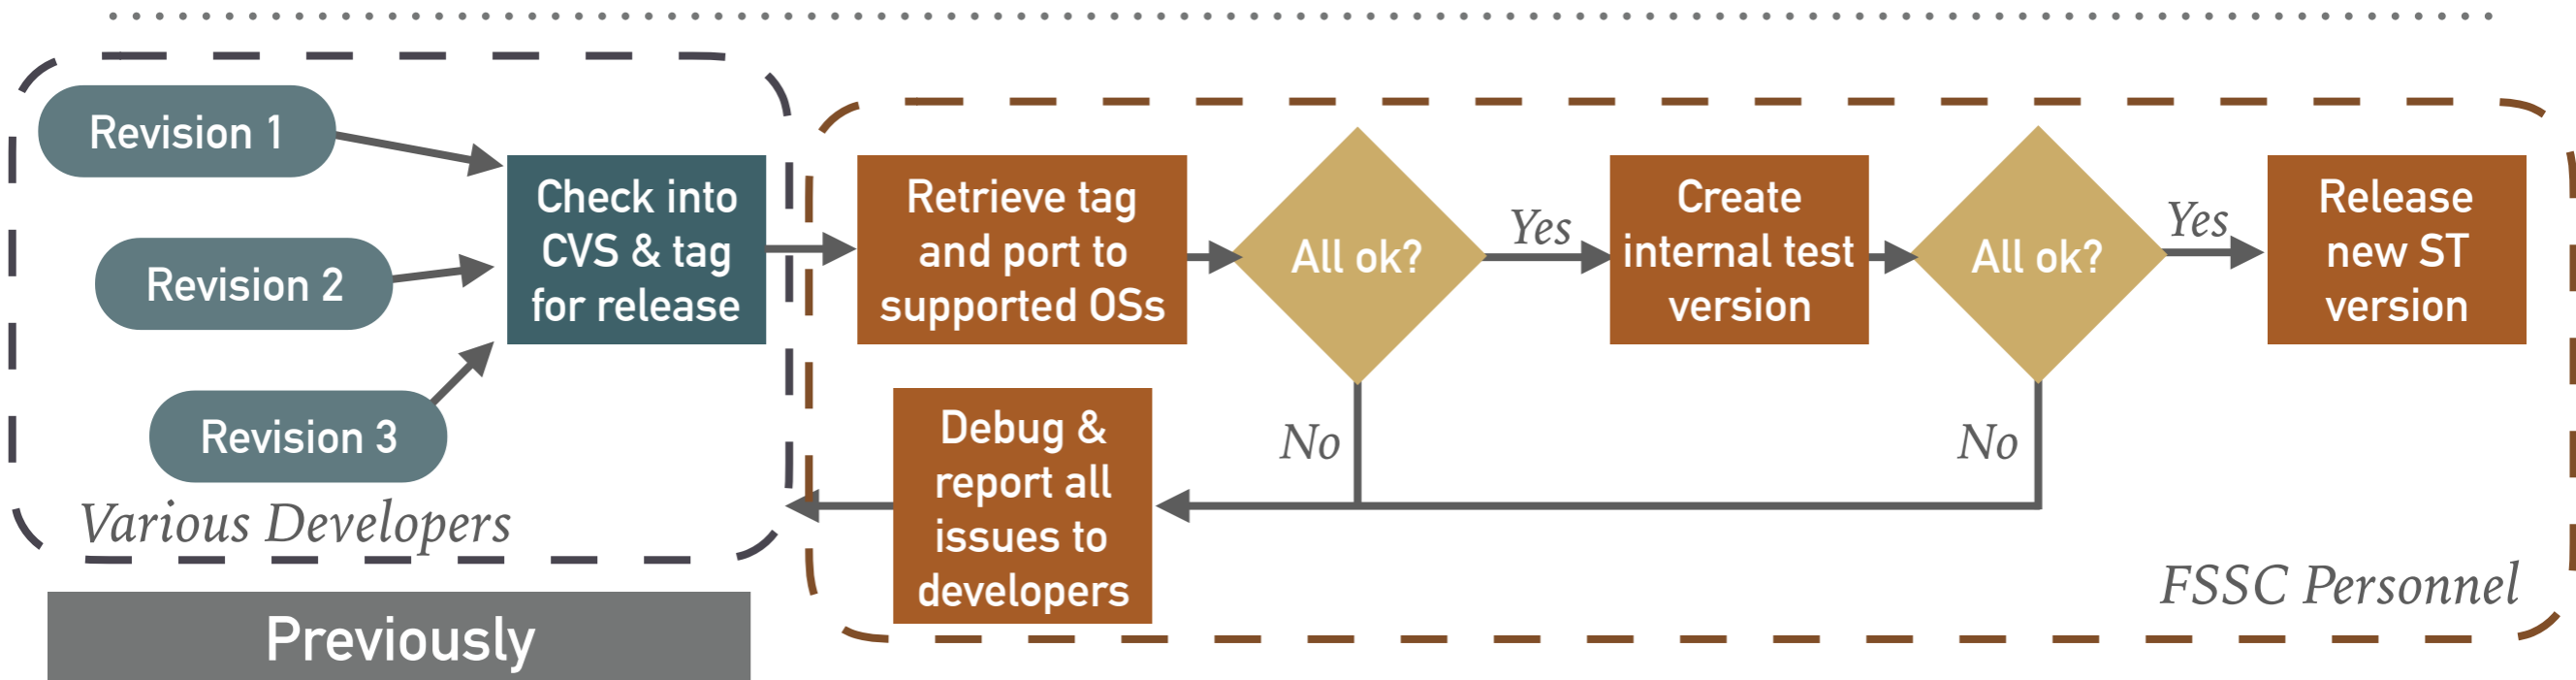 Revision 1
Revision 2
Revision 3
Various Developers
Check into
CVS & tag
for release
Retrieve tag
and port to
supported OSs
All ok?
Yes
No
Create
internal test
version
All ok?
Yes
No
Release
new ST
version
Debug &
report all
issues to
developers
FSSC Personnel
Previously